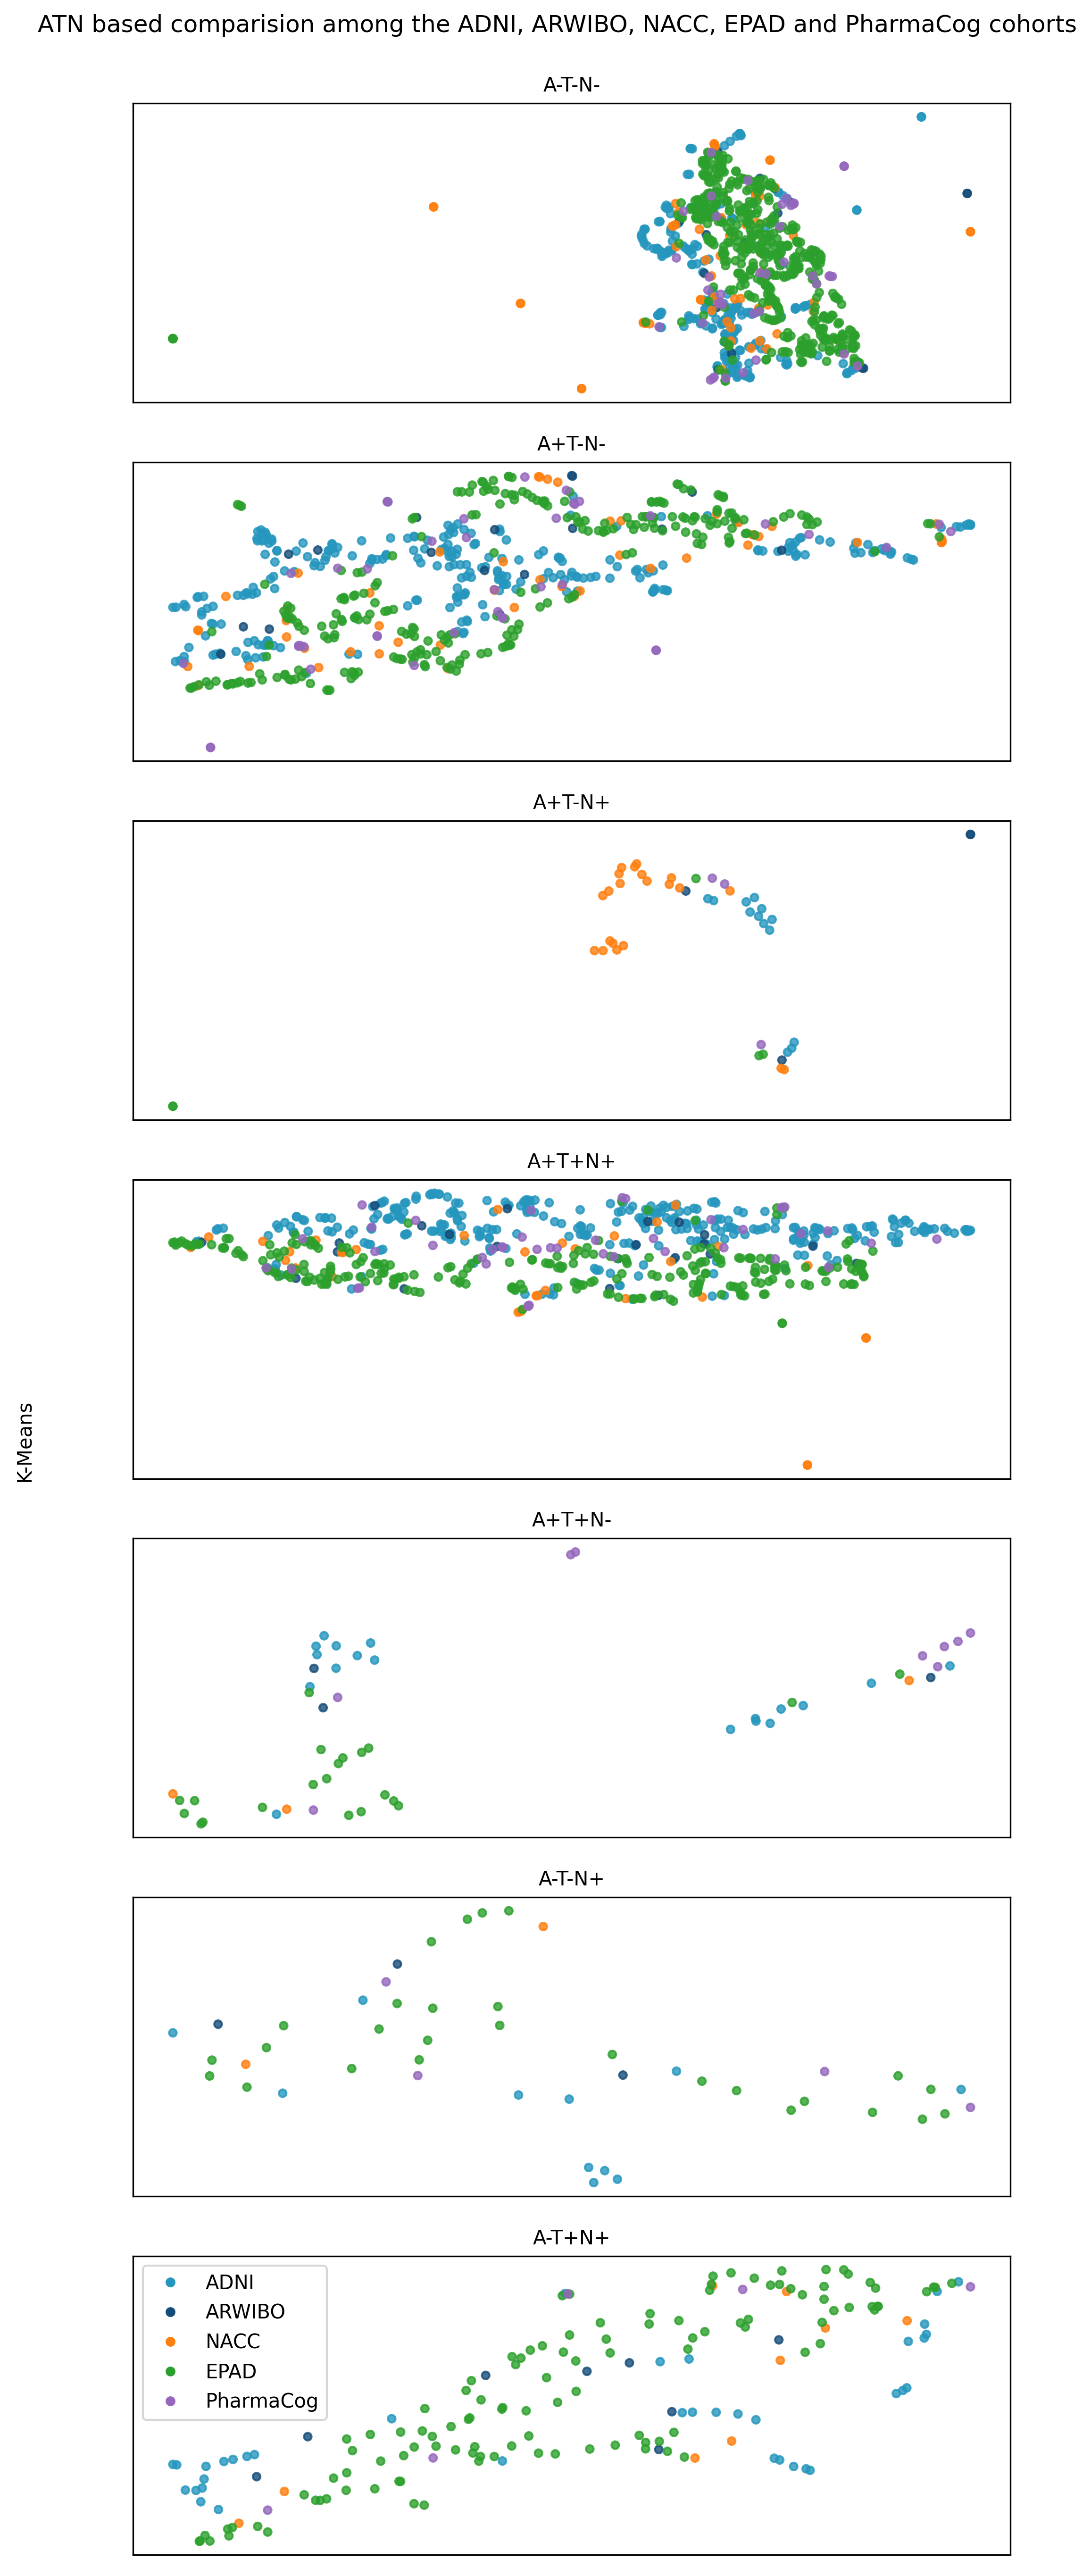 ATN based comparision among the ADNI, ARWIBO, NACC, EPAD and PharmaCog cohorts
A-T-N-
A+T-N-
A+T-N+
A+T+N+
K-Means
A+T+N-
A-T-N+
A-T+N+
ADNI
ARWIBO
NACC
EPAD
PharmaCog